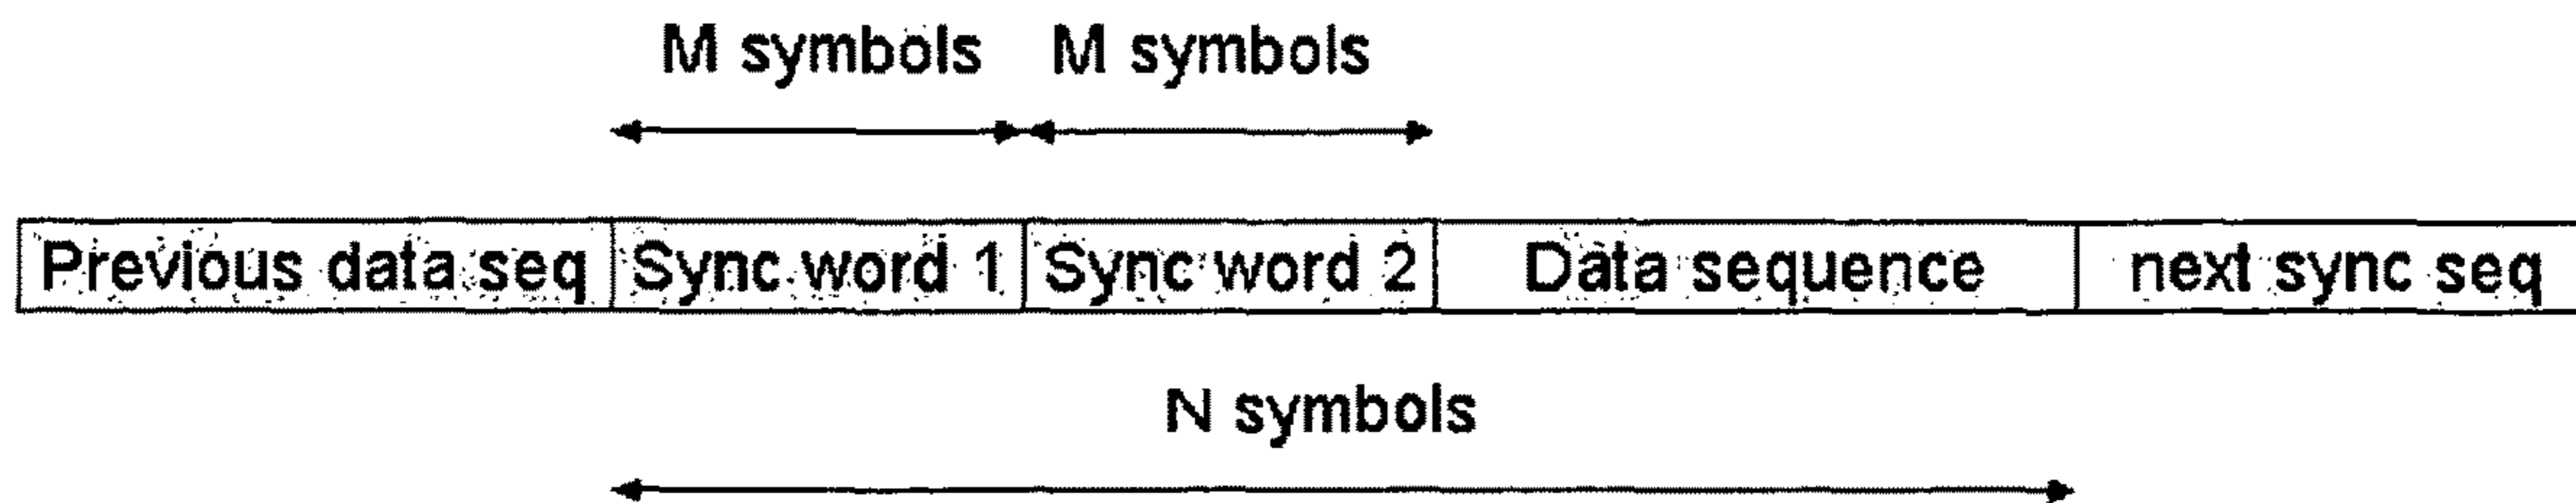 M symbols M symbols
Previous data seq Sync word 1 Sync word 2 Data sequence next sync seq
N symbols